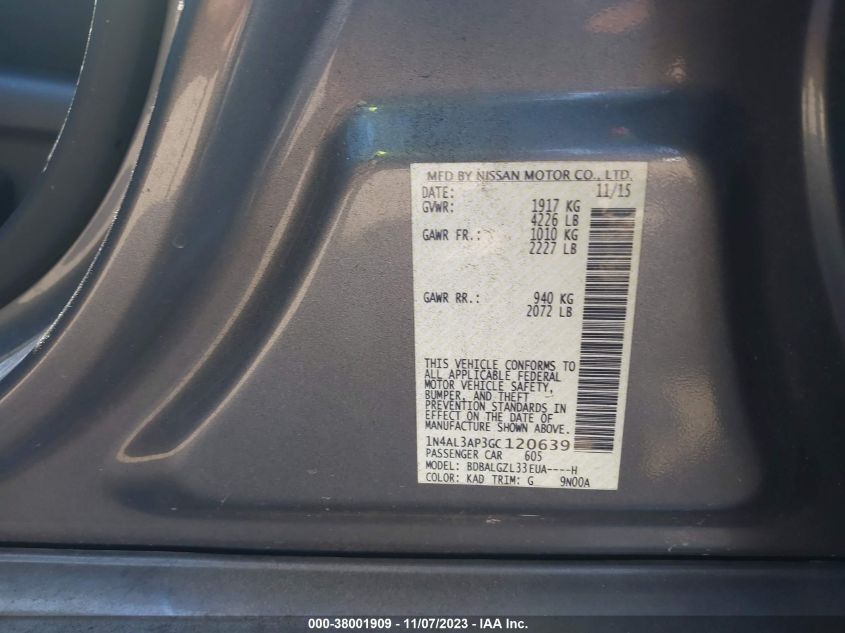 MFD BY NISSAN MOTOR CO., LTD.
DATE: 11/15
GVWR: 1917 KG
4226 LB
GAWR FR.: 1010 KG
2227 LB
GAWR RR.: 940 KG
2072 LB
THIS VEHICLE CONFORMS TO
ALL APPLICABLE FEDERAL
MOTOR VEHICLE SAFETY,
BUMPER, AND THEFT
PREVENTION STANDARDS IN
EFFECT ON THE DATE OF
MANUFACTURE SHOWN ABOVE.
1N4AL3AP3GC120639
PASSENGER CAR 605
MODEL: BDBALGZL33EUA----H
COLOR: KAD TRIM: G 9N00A
000-38001909 - 11/07/2023 - IAA Inc.